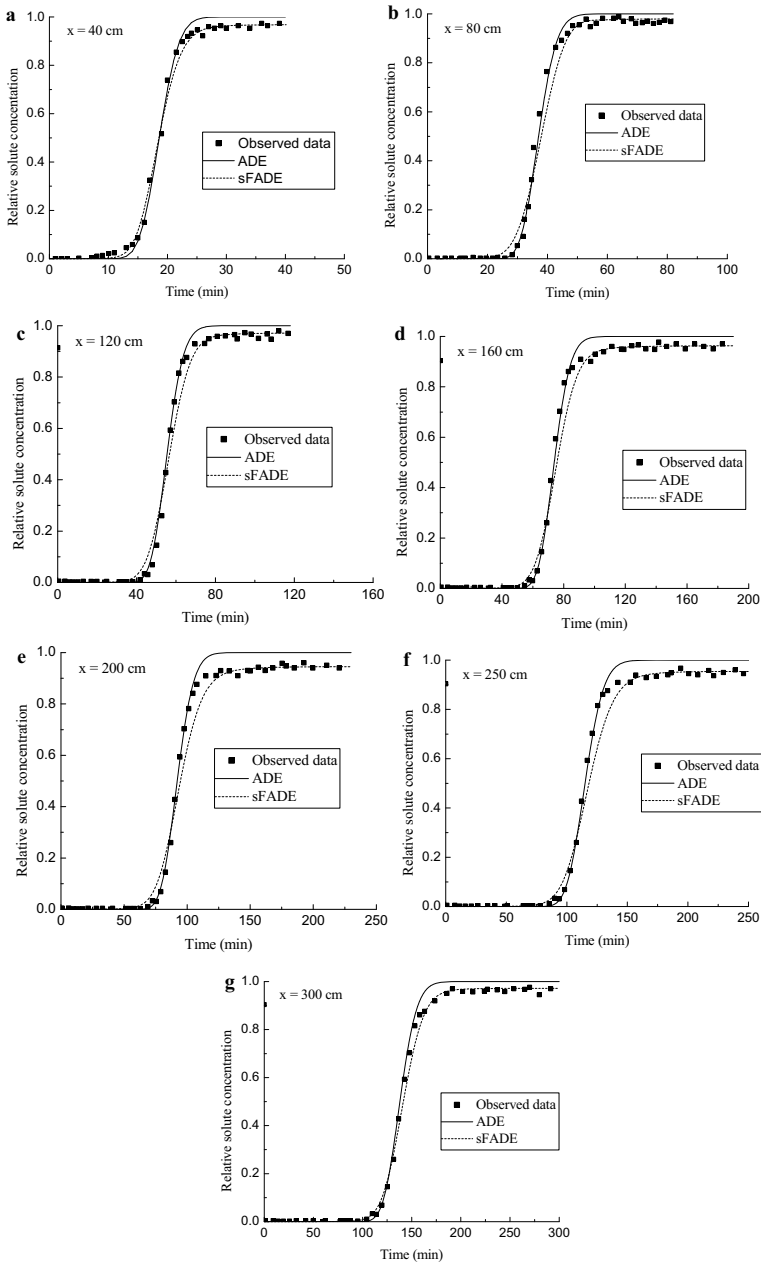 a
x = 40 cm
Relative solute concentration
1.0
0.8
0.6
0.4
0.2
0.0
Observed data
ADE
sFADE
0 10 20 30 40 50
Time (min)
b
x = 80 cm
Relative solute concentration
1.0
0.8
0.6
0.4
0.2
0.0
Observed data
ADE
sFADE
0 20 40 60 80 100
Time (min)
c
x = 120 cm
Relative solute concentration
1.0
0.8
0.6
0.4
0.2
0.0
Observed data
ADE
sFADE
0 40 80 120 160
Time (min)
d
x = 160 cm
Relative solute concentration
1.0
0.8
0.6
0.4
0.2
0.0
Observed data
ADE
sFADE
0 40 80 120 160 200
Time (min)
e
x = 200 cm
Relative solute concentration
1.0
0.8
0.6
0.4
0.2
0.0
Observed data
ADE
sFADE
0 50 100 150 200 250
Time (min)
f
x = 250 cm
Relative solute concentration
1.0
0.8
0.6
0.4
0.2
0.0
Observed data
ADE
sFADE
0 50 100 150 200 250
Time (min)
g
x = 300 cm
Relative solute concentration
1.0
0.8
0.6
0.4
0.2
0.0
Observed data
ADE
sFADE
0 50 100 150 200 250 300
Time (min)